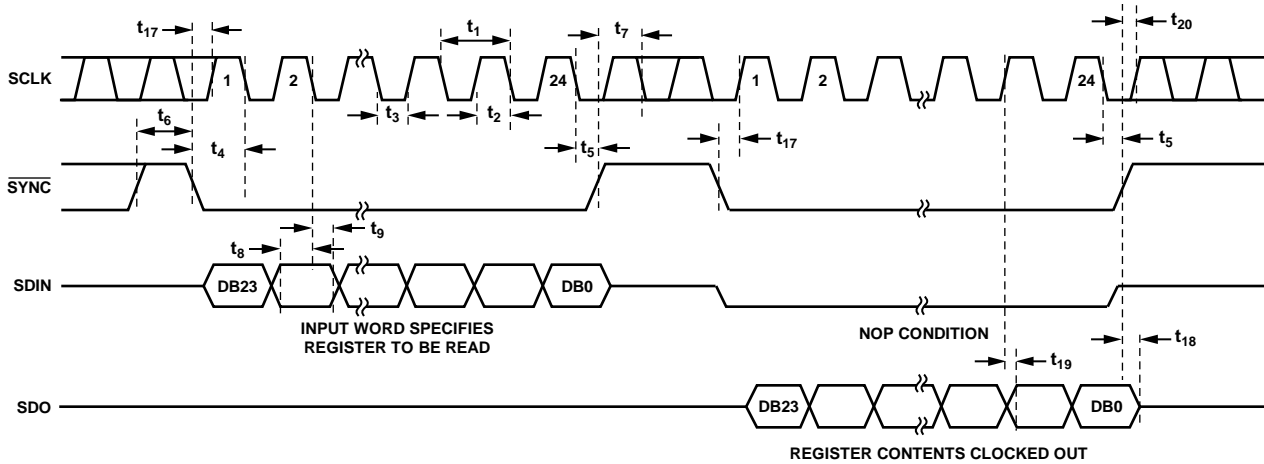 t17
t1
t7
t20
SCLK
1
2
24
1
2
24
t3
t2
t6
t4
t5
t17
t5
SYNC
t9
t8
SDIN
DB23
DB0
INPUT WORD SPECIFIES
REGISTER TO BE READ
NOP CONDITION
t18
t19
SDO
DB23
DB0
REGISTER CONTENTS CLOCKED OUT